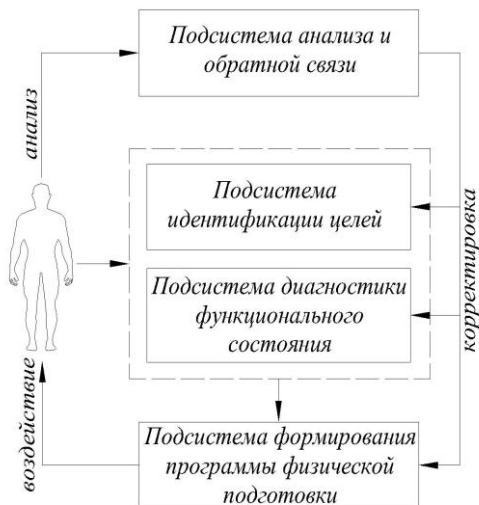 Подсистема анализа и
обратной связи
анализ
Подсистема
идентификации целей
Подсистема диагностики
функционального
состояния
корректировка
воздействие
Подсистема формирования
программы физической
подготовки